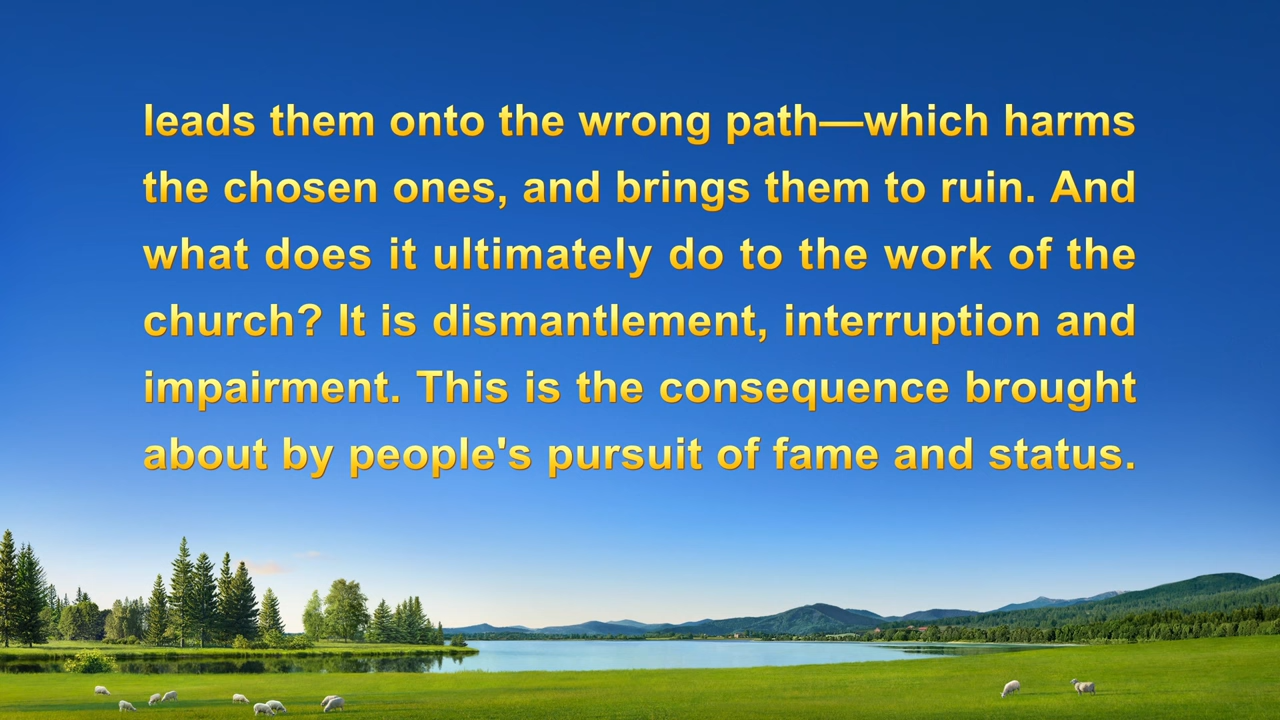 leads them onto the wrong path—which harms
the chosen ones, and brings them to ruin. And
what does it ultimately do to the work of the
church? It is dismantlement, interruption and
impairment. This is the consequence brought
about by people's pursuit of fame and status.